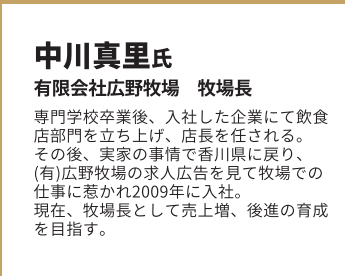 中川真里氏
有限会社広野牧場　牧場長
専門学校卒業後、入社した企業にて飲食
店部門を立ち上げ、店長を任される。
その後、実家の事情で香川県に戻り、
(有)広野牧場の求人広告を見て牧場での
仕事に惹かれ2009年に入社。
現在、牧場長として売上増、後進の育成
を目指す。